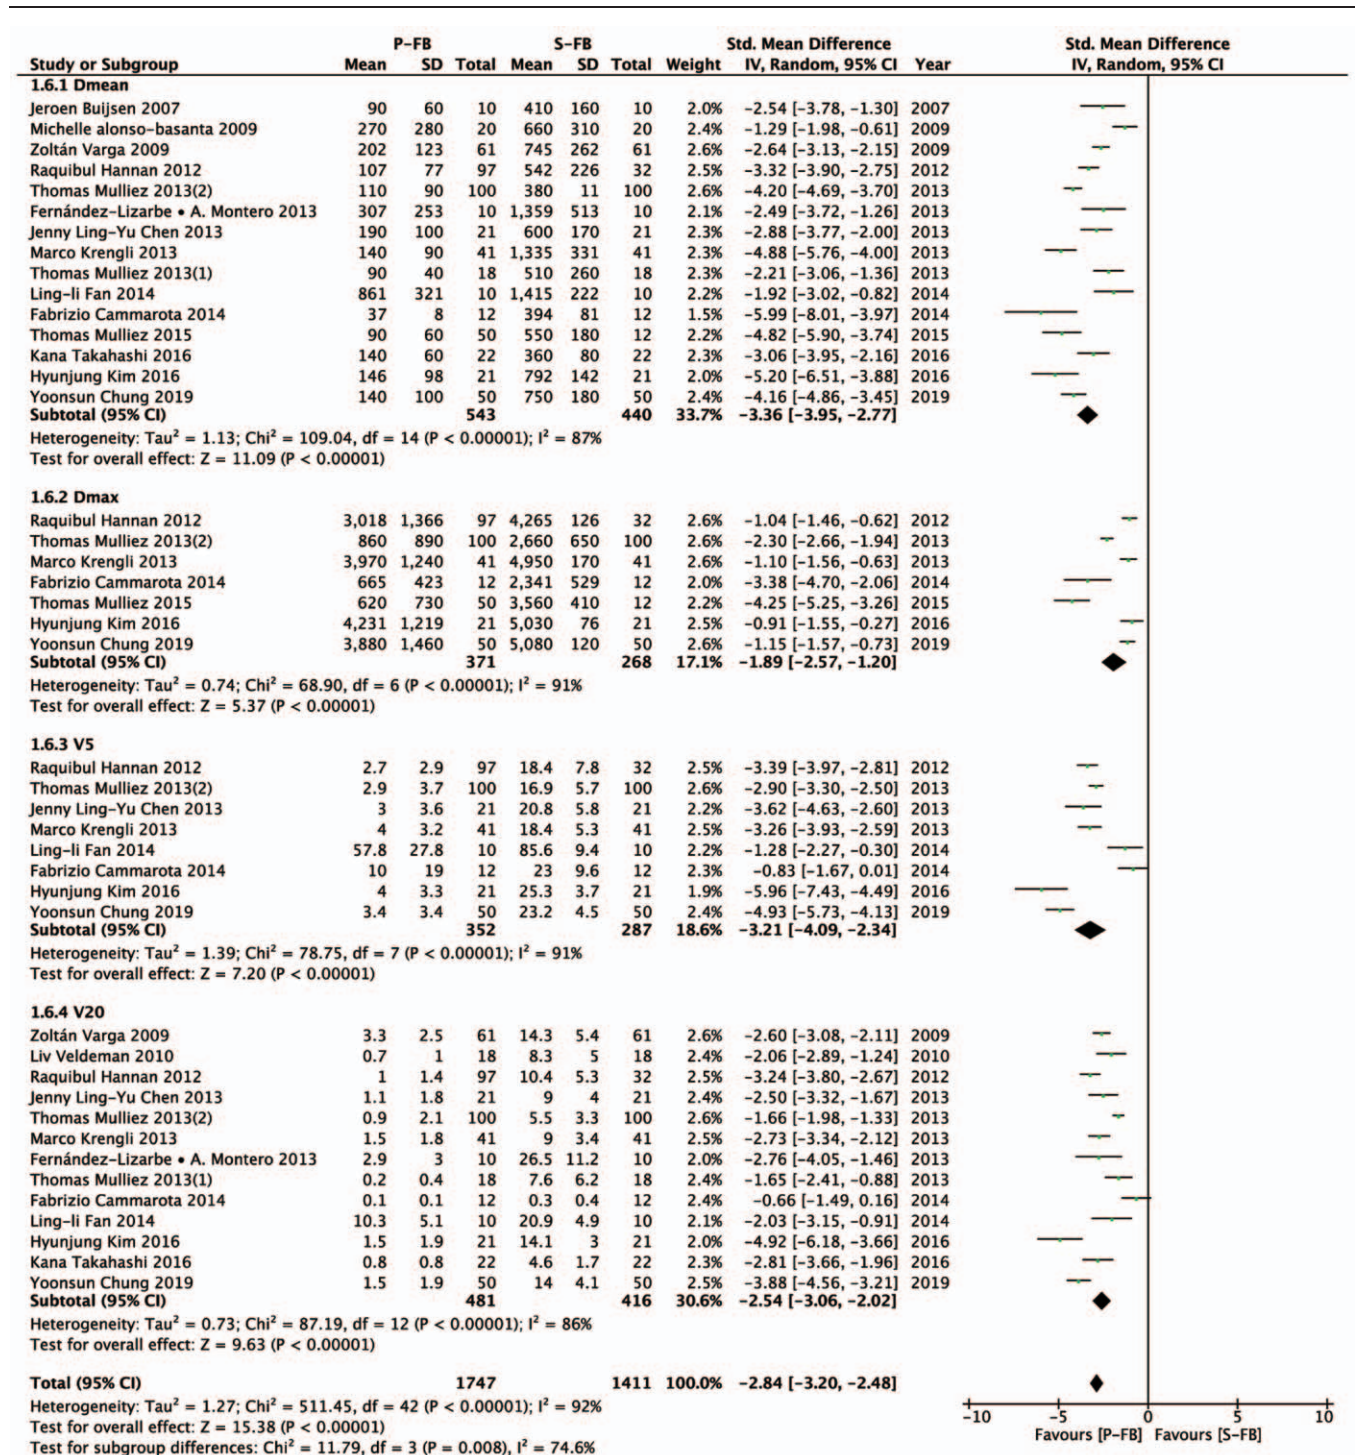 P-FB S-FB Std. Mean Difference Std. Mean Difference
Study or Subgroup Mean SD Total Mean SD Total Weight IV, Random, 95% CI Year IV, Random, 95% CI
1.6.1 Dmean
Jeroen Buijsen 2007 90 60 10 410 160 10 2.0% −2.54 [−3.78, −1.30] 2007
Michelle alonso-basanta 2009 270 280 20 660 310 20 2.4% −1.29 [−1.98, −0.61] 2009
Zoltán Varga 2009 202 123 61 745 262 61 2.6% −2.64 [−3.13, −2.15] 2009
Raquibul Hannan 2012 107 77 97 542 226 32 2.5% −3.32 [−3.90, −2.75] 2012
Thomas Mulliez 2013(2) 110 90 100 380 11 100 2.6% −4.20 [−4.69, −3.70] 2013
Fernández-Lizarbe • A. Montero 2013 307 253 10 1,359 513 10 2.1% −2.49 [−3.72, −1.26] 2013
Jenny Ling-Yu Chen 2013 190 100 21 600 170 21 2.3% −2.88 [−3.77, −2.00] 2013
Marco Krengli 2013 140 90 41 1,335 331 41 2.3% −4.88 [−5.76, −4.00] 2013
Thomas Mulliez 2013(1) 90 40 18 510 260 18 2.3% −2.21 [−3.06, −1.36] 2013
Ling-li Fan 2014 861 321 10 1,415 222 10 2.2% −1.92 [−3.02, −0.82] 2014
Fabrizio Cammarota 2014 37 8 12 394 81 12 1.5% −5.99 [−8.01, −3.97] 2014
Thomas Mulliez 2015 90 60 50 550 180 12 2.2% −4.82 [−5.90, −3.74] 2015
Kana Takahashi 2016 140 60 22 360 80 22 2.3% −3.06 [−3.95, −2.16] 2016
Hyunjung Kim 2016 146 98 21 792 142 21 2.0% −5.20 [−6.51, −3.88] 2016
Yoonsun Chung 2019 140 100 50 750 180 50 2.4% −4.16 [−4.86, −3.45] 2019
Subtotal (95% CI) 543 440 33.7% −3.36 [−3.95, −2.77]
Heterogeneity: Tau² = 1.13; Chi² = 109.04, df = 14 (P < 0.00001); I² = 87%
Test for overall effect: Z = 11.09 (P < 0.00001)
1.6.2 Dmax
Raquibul Hannan 2012 3,018 1,366 97 4,265 126 32 2.6% −1.04 [−1.46, −0.62] 2012
Thomas Mulliez 2013(2) 860 890 100 2,660 650 100 2.6% −2.30 [−2.66, −1.94] 2013
Marco Krengli 2013 3,970 1,240 41 4,950 170 41 2.6% −1.10 [−1.56, −0.63] 2013
Fabrizio Cammarota 2014 665 423 12 2,341 529 12 2.0% −3.38 [−4.70, −2.06] 2014
Thomas Mulliez 2015 620 730 50 3,560 410 12 2.2% −4.25 [−5.25, −3.26] 2015
Hyunjung Kim 2016 4,231 1,219 21 5,030 76 21 2.5% −0.91 [−1.55, −0.27] 2016
Yoonsun Chung 2019 3,880 1,460 50 5,080 120 50 2.6% −1.15 [−1.57, −0.73] 2019
Subtotal (95% CI) 371 268 17.1% −1.89 [−2.57, −1.20]
Heterogeneity: Tau² = 0.74; Chi² = 68.90, df = 6 (P < 0.00001); I² = 91%
Test for overall effect: Z = 5.37 (P < 0.00001)
1.6.3 V5
Raquibul Hannan 2012 2.7 2.9 97 18.4 7.8 32 2.5% −3.39 [−3.97, −2.81] 2012
Thomas Mulliez 2013(2) 2.9 3.7 100 16.9 5.7 100 2.6% −2.90 [−3.30, −2.50] 2013
Jenny Ling-Yu Chen 2013 3 3.6 21 20.8 5.8 21 2.2% −3.62 [−4.63, −2.60] 2013
Marco Krengli 2013 4 3.2 41 18.4 5.3 41 2.5% −3.26 [−3.93, −2.59] 2013
Ling-li Fan 2014 57.8 27.8 10 85.6 9.4 10 2.2% −1.28 [−2.27, −0.30] 2014
Fabrizio Cammarota 2014 10 19 12 23 9.6 12 2.3% −0.83 [−1.67, 0.01] 2014
Hyunjung Kim 2016 4 3.3 21 25.3 3.7 21 1.9% −5.96 [−7.43, −4.49] 2016
Yoonsun Chung 2019 3.4 3.4 50 23.2 4.5 50 2.4% −4.93 [−5.73, −4.13] 2019
Subtotal (95% CI) 352 287 18.6% −3.21 [−4.09, −2.34]
Heterogeneity: Tau² = 1.39; Chi² = 78.75, df = 7 (P < 0.00001); I² = 91%
Test for overall effect: Z = 7.20 (P < 0.00001)
1.6.4 V20
Zoltán Varga 2009 3.3 2.5 61 14.3 5.4 61 2.6% −2.60 [−3.08, −2.11] 2009
Liv Veldeman 2010 0.7 1 18 8.3 5 18 2.4% −2.06 [−2.89, −1.24] 2010
Raquibul Hannan 2012 1 1.4 97 10.4 5.3 32 2.5% −3.24 [−3.80, −2.67] 2012
Jenny Ling-Yu Chen 2013 1.1 1.8 21 9 4 21 2.4% −2.50 [−3.32, −1.67] 2013
Thomas Mulliez 2013(2) 0.9 2.1 100 5.5 3.3 100 2.6% −1.66 [−1.98, −1.33] 2013
Marco Krengli 2013 1.5 1.8 41 9 3.4 41 2.5% −2.73 [−3.34, −2.12] 2013
Fernández-Lizarbe • A. Montero 2013 2.9 3 10 26.5 11.2 10 2.0% −2.76 [−4.05, −1.46] 2013
Thomas Mulliez 2013(1) 0.2 0.4 18 7.6 6.2 18 2.4% −1.65 [−2.41, −0.88] 2013
Fabrizio Cammarota 2014 0.1 0.1 12 0.3 0.4 12 2.4% −0.66 [−1.49, 0.16] 2014
Ling-li Fan 2014 10.3 5.1 10 20.9 4.9 10 2.1% −2.03 [−3.15, −0.91] 2014
Hyunjung Kim 2016 1.5 1.9 21 14.1 3 21 2.0% −4.92 [−6.18, −3.66] 2016
Kana Takahashi 2016 0.8 0.8 22 4.6 1.7 22 2.3% −2.81 [−3.66, −1.96] 2016
Yoonsun Chung 2019 1.5 1.9 50 14 4.1 50 2.5% −3.88 [−4.56, −3.21] 2019
Subtotal (95% CI) 481 416 30.6% −2.54 [−3.06, −2.02]
Heterogeneity: Tau² = 0.73; Chi² = 87.19, df = 12 (P < 0.00001); I² = 86%
Test for overall effect: Z = 9.63 (P < 0.00001)
Total (95% CI) 1747 1411 100.0% −2.84 [−3.20, −2.48]
Heterogeneity: Tau² = 1.27; Chi² = 511.45, df = 42 (P < 0.00001); I² = 92%
Test for overall effect: Z = 15.38 (P < 0.00001)
Test for subgroup differences: Chi² = 11.79, df = 3 (P = 0.008), I² = 74.6%
−10 −5 0 5 10
Favours [P-FB] Favours [S-FB]